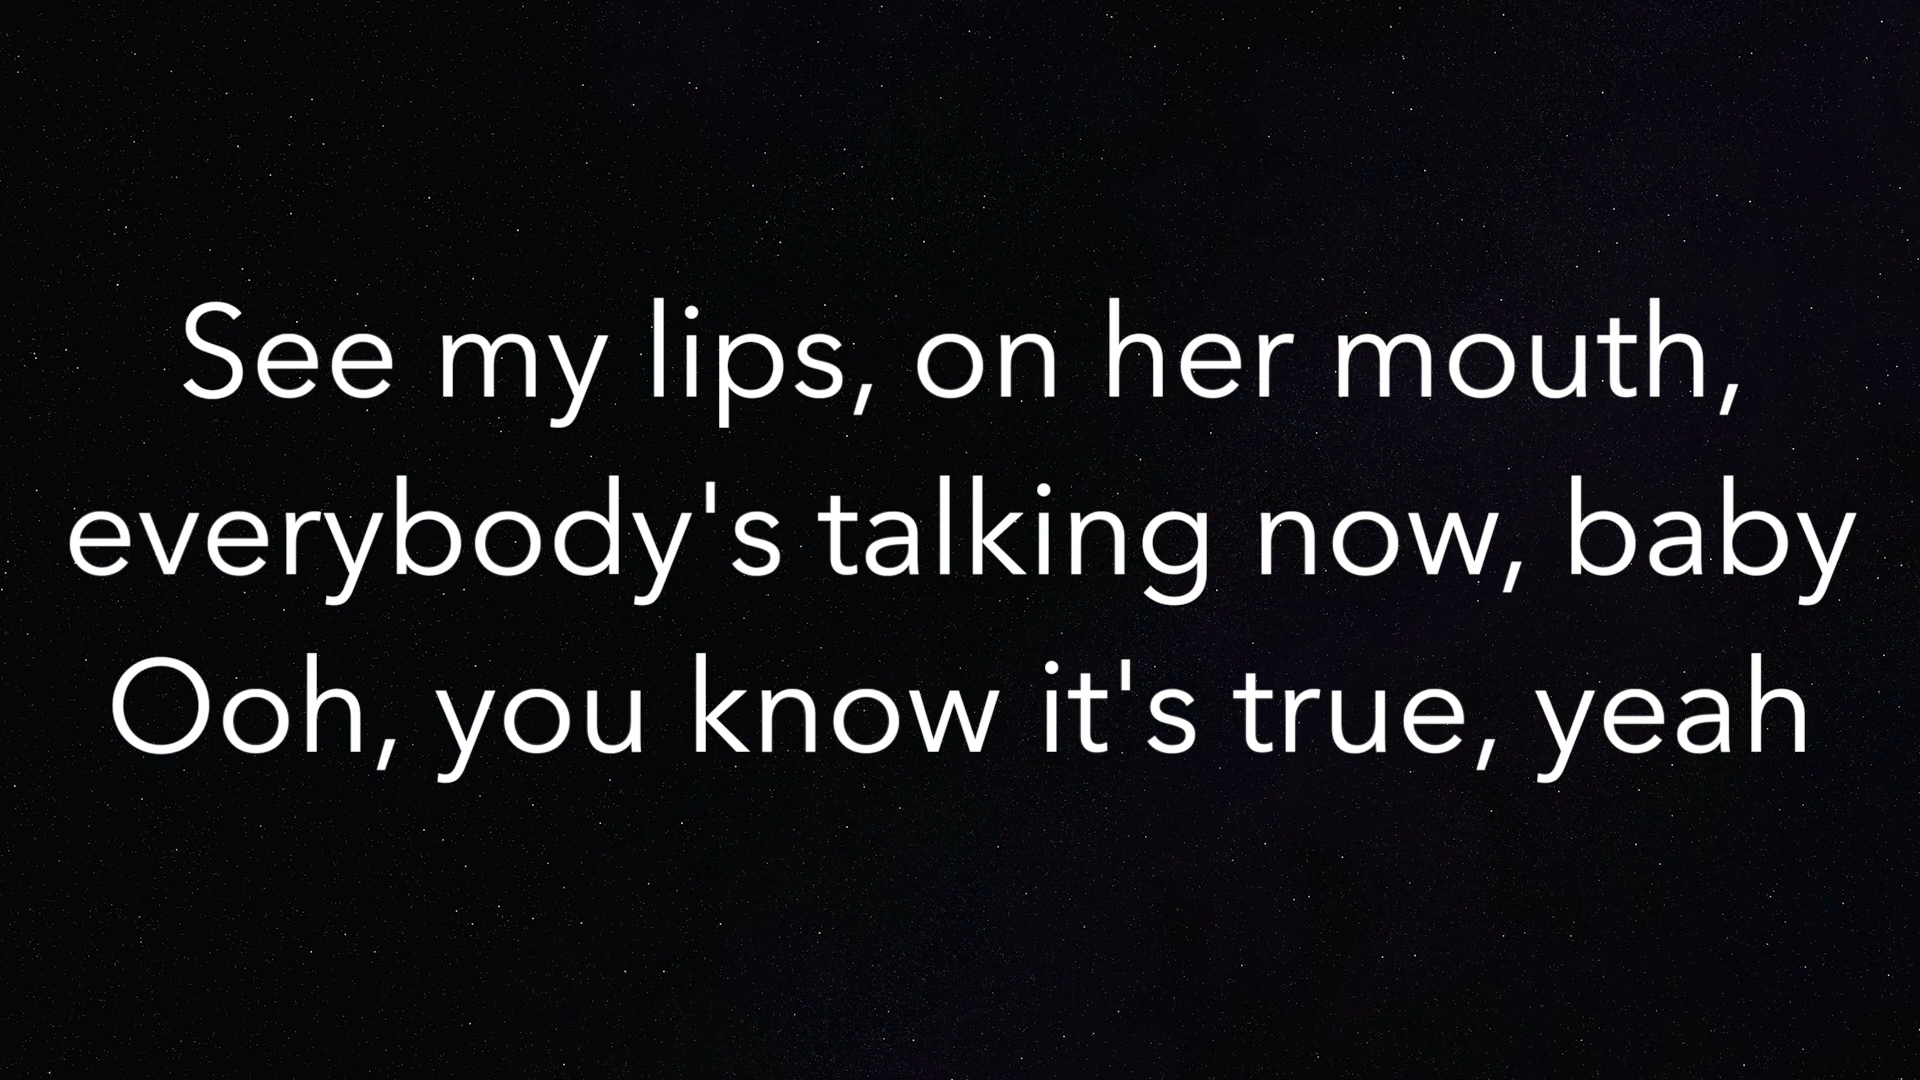 See my lips, on her mouth,
everybody's talking now, baby
Ooh, you know it's true, yeah